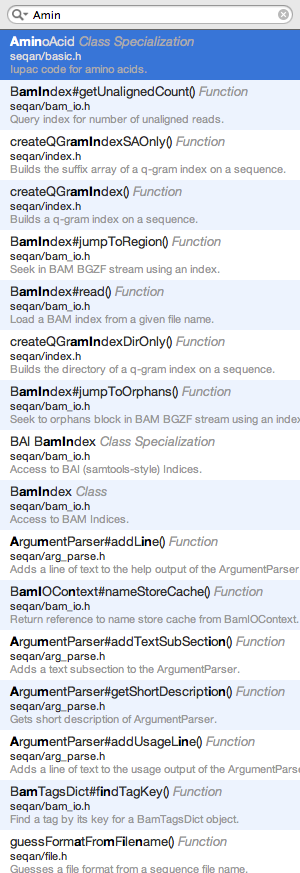 Amin
AminoAcid Class Specialization
seqan/basic.h
Iupac code for amino acids.
BamIndex#getUnalignedCount() Function
seqan/bam_io.h
Query index for number of unaligned reads.
createQGramIndexSAOnly() Function
seqan/index.h
Builds the suffix array of a q-gram index on a sequence.
createQGramIndex() Function
seqan/index.h
Builds a q-gram index on a sequence.
BamIndex#jumpToRegion() Function
seqan/bam_io.h
Seek in BAM BGZF stream using an index.
BamIndex#read() Function
seqan/bam_io.h
Load a BAM index from a given file name.
createQGramIndexDirOnly() Function
seqan/index.h
Builds the directory of a q-gram index on a sequence.
BamIndex#jumpToOrphans() Function
seqan/bam_io.h
Seek to orphans block in BAM BGZF stream using an index
BAI BamIndex Class Specialization
seqan/bam_io.h
Access to BAI (samtools-style) Indices.
BamIndex Class
seqan/bam_io.h
Access to BAM Indices.
ArgumentParser#addLine() Function
seqan/arg_parse.h
Adds a line of text to the help output of the ArgumentParser
BamIOContext#nameStoreCache() Function
seqan/bam_io.h
Return reference to name store cache from BamIOContext.
ArgumentParser#addTextSubSection() Function
seqan/arg_parse.h
Adds a text subsection to the ArgumentParser.
ArgumentParser#getShortDescription() Function
seqan/arg_parse.h
Gets short description of ArgumentParser.
ArgumentParser#addUsageLine() Function
seqan/arg_parse.h
Adds a line of text to the usage output of the ArgumentParse
BamTagsDict#findTagKey() Function
seqan/bam_io.h
Find a tag by its key for a BamTagsDict object.
guessFormatFromFilename() Function
seqan/file.h
Guesses a file format from a sequence file name.